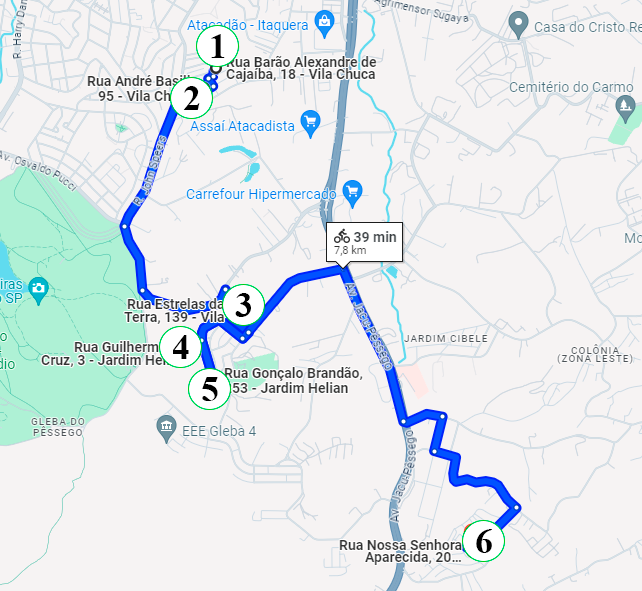 Agrimensor Sugaya
R. Harry Dan
Atacadão - Itaquera
Casa do Cristo Re
1
Rua Barão Alexandre de
Cajaíba, 18 - Vila Chuca
Rua André Basili
95 - Vila Ch
2
Cemitério do Carmo
Assaí Atacadista
Av. Osvaldo Pucci
R. John Speers
Carrefour Hipermercado
Mo
39 min
7,8 km
iras
SP
Rua Estrelas da
Terra, 139 - Vila
3
Av. Jacu-Pêssego
JARDIM CIBELE
Rua Guilherm
Cruz, 3 - Jardim He
4
COLÔNIA
(ZONA LESTE)
dio
o
Rua Gonçalo Brandão,
53 - Jardim Helian
5
GLEBA DO
PÊSSEGO
EEE Gleba 4
Av. Jacu-Pêssego
Rua Nossa Senhora
Aparecida, 20...
6